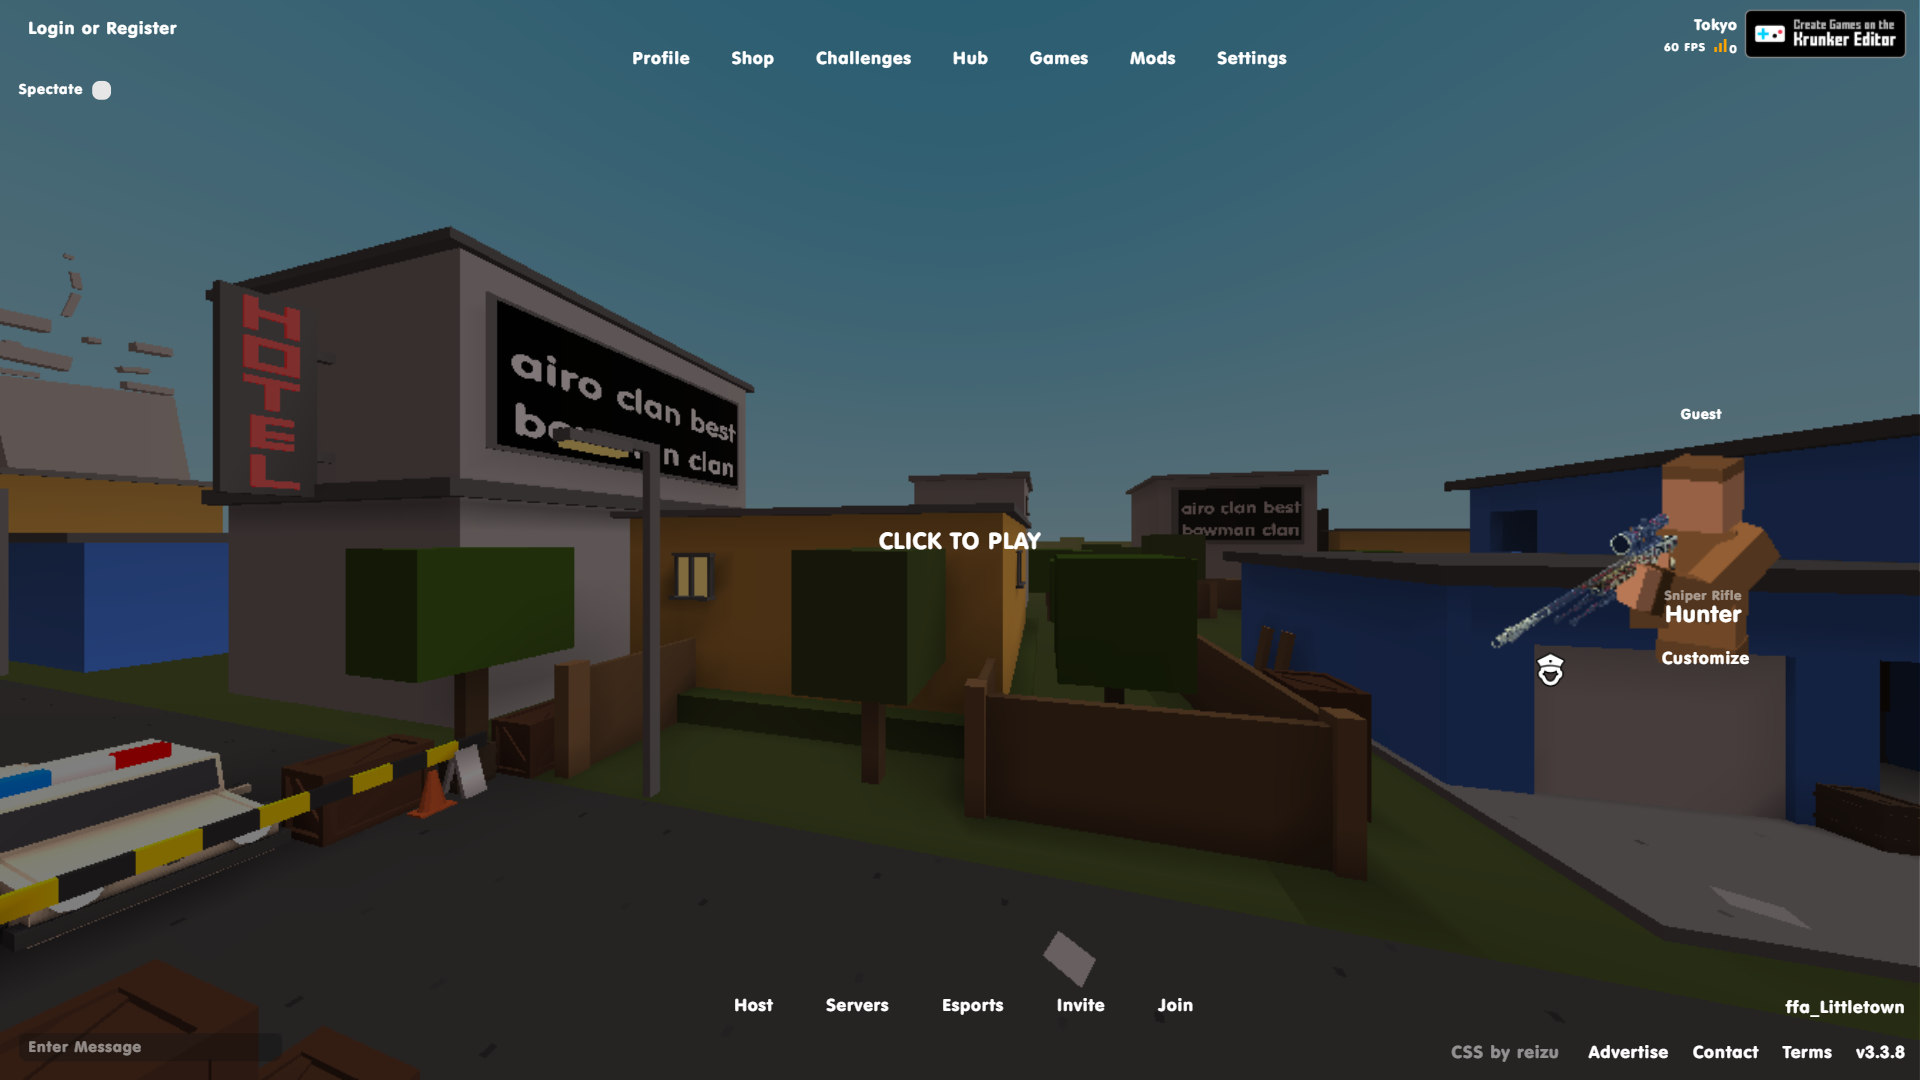 Login or Register
Profile Shop Challenges Hub Games Mods Settings
Tokyo
60 FPS 0
Create Games on the
Krunker Editor
Spectate
HOTEL
airo clan best
clan
airo clan best
bowman clan
CLICK TO PLAY
Guest
Sniper Rifle
Hunter
Customize
Host Servers Esports Invite Join
ffa_Littletown
Enter Message
CSS by reizu Advertise Contact Terms v3.3.8